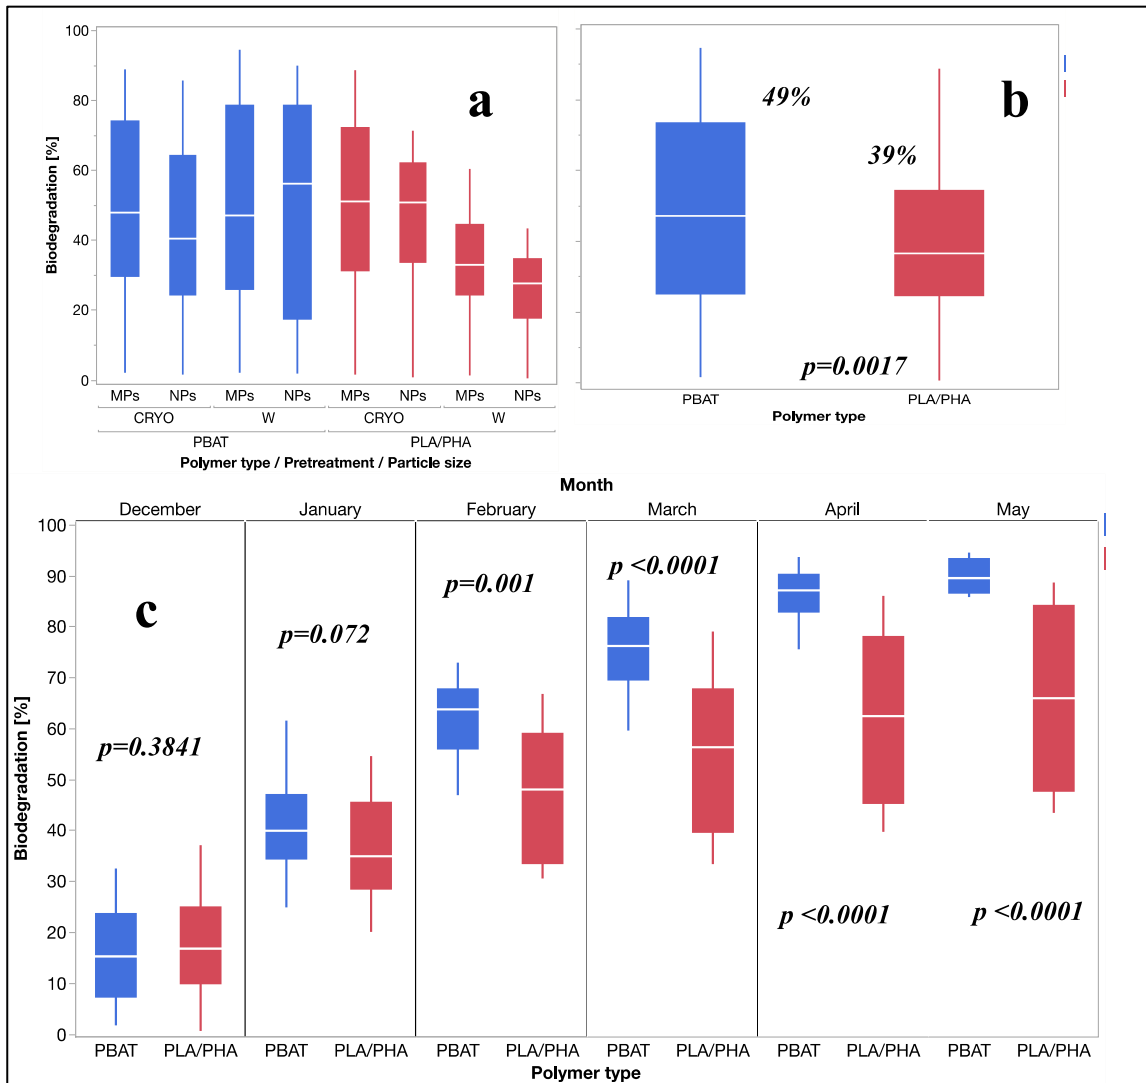 100
80
60
40
20
0
Biodegradation [%]
a
MPs NPs MPs NPs MPs NPs MPs NPs
CRYO W CRYO W
PBAT PLA/PHA
Polymer type / Pretreatment / Particle size
b
49%
39%
p=0.0017
PBAT PLA/PHA
Polymer type
Month
December January February March April May
100
90
80
70
60
50
40
30
20
10
0
Biodegradation [%]
c
p=0.3841
p=0.072
p=0.001
p <0.0001
p <0.0001
p <0.0001
PBAT PLA/PHA PBAT PLA/PHA PBAT PLA/PHA PBAT PLA/PHA PBAT PLA/PHA PBAT PLA/PHA
Polymer type